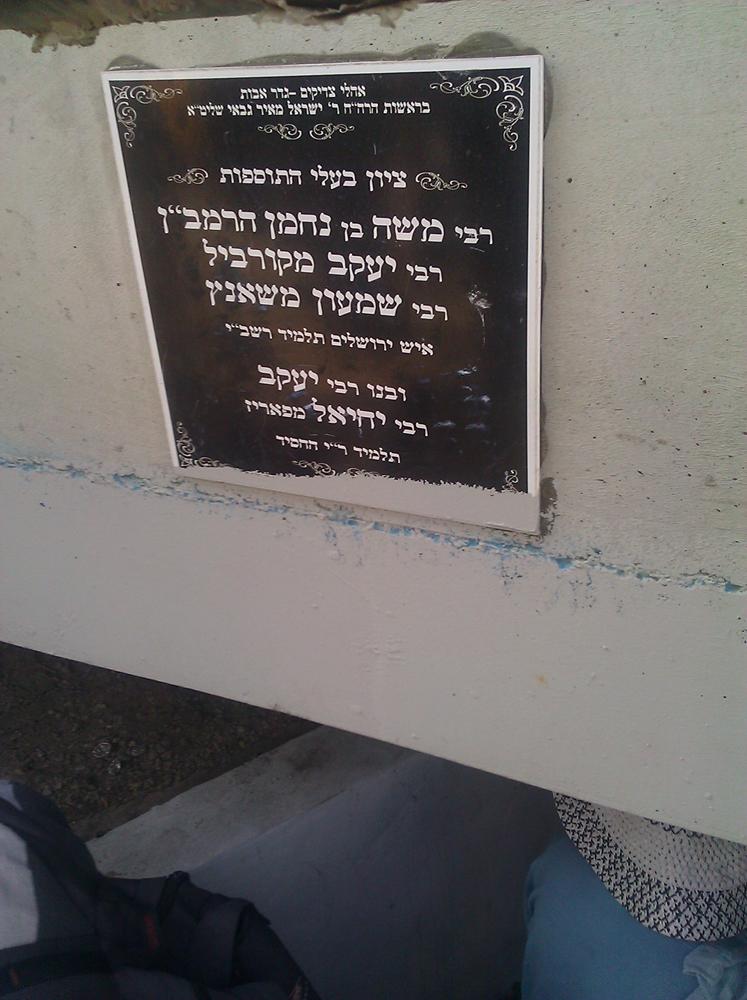 אהלי צדיקים –גדר אבות
בראשות הרה"ח ר' ישראל מאיר גבאי שליט"א
ציון בעלי התוספות
רבי משה בן נחמן הרמב"ן
רבי יעקב מקורביל
רבי שמעון משאנץ
איש ירושלים תלמיד רשב"י
ובנו רבי יעקב
רבי יחיאל מפאריז
תלמיד ר"י החסיד